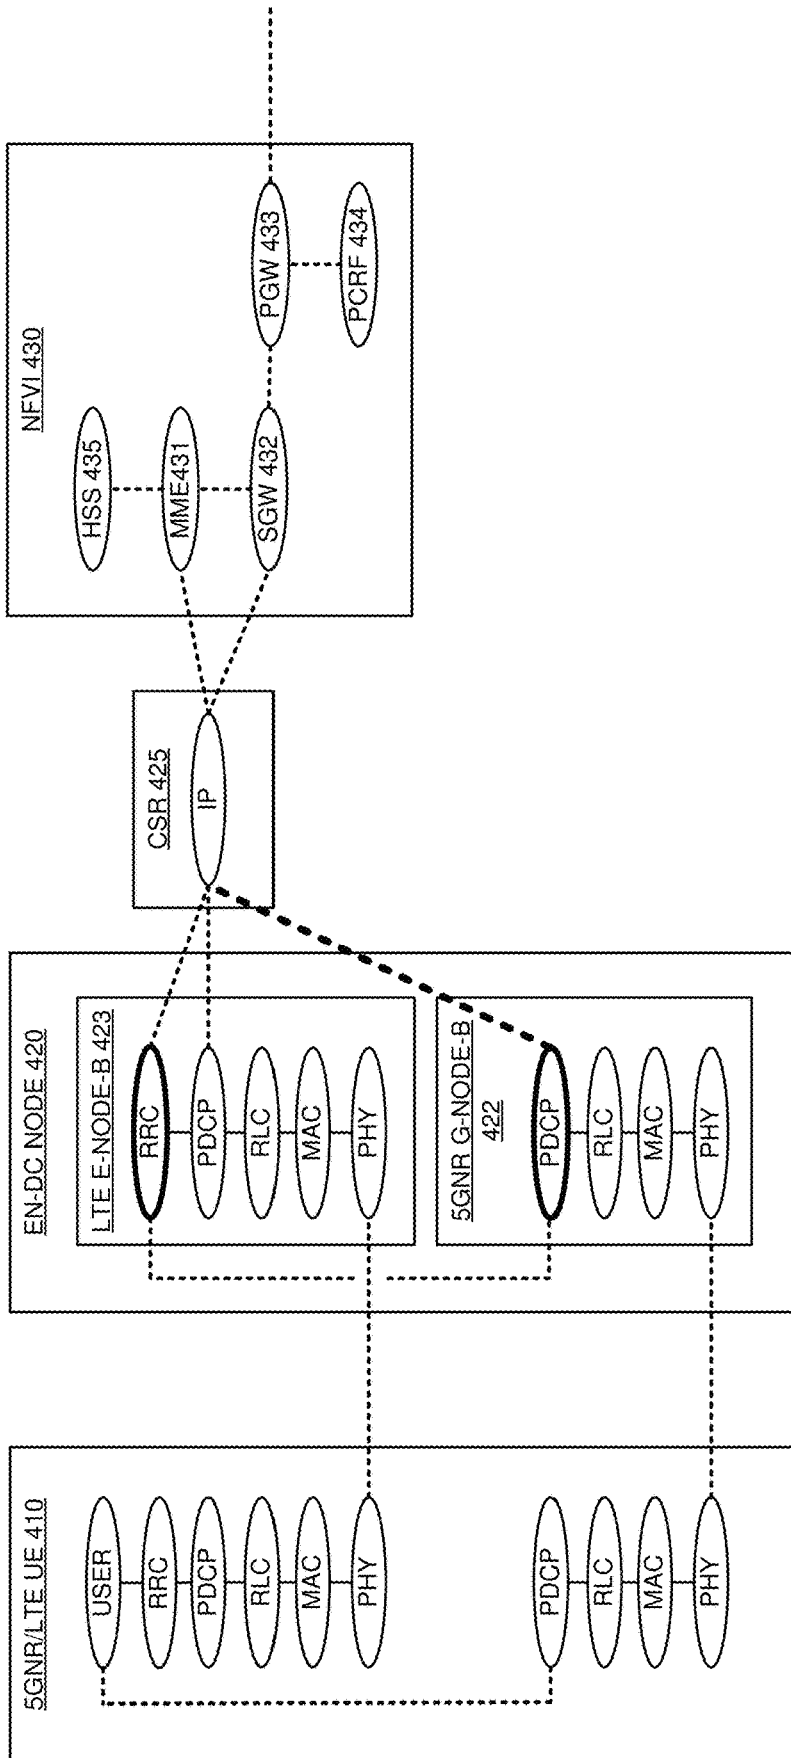 5GNR/LTE UE 410
USER
RRC
PDCP
RLC
MAC
PHY
PDCP
RLC
MAC
PHY
EN-DC NODE 420
LTE E-NODE-B 423
RRC
PDCP
RLC
MAC
PHY
5GNR G-NODE-B
422
PDCP
RLC
MAC
PHY
CSR 425
IP
NFVI 430
HSS 435
MME431
SGW 432
PGW 433
PCRF 434